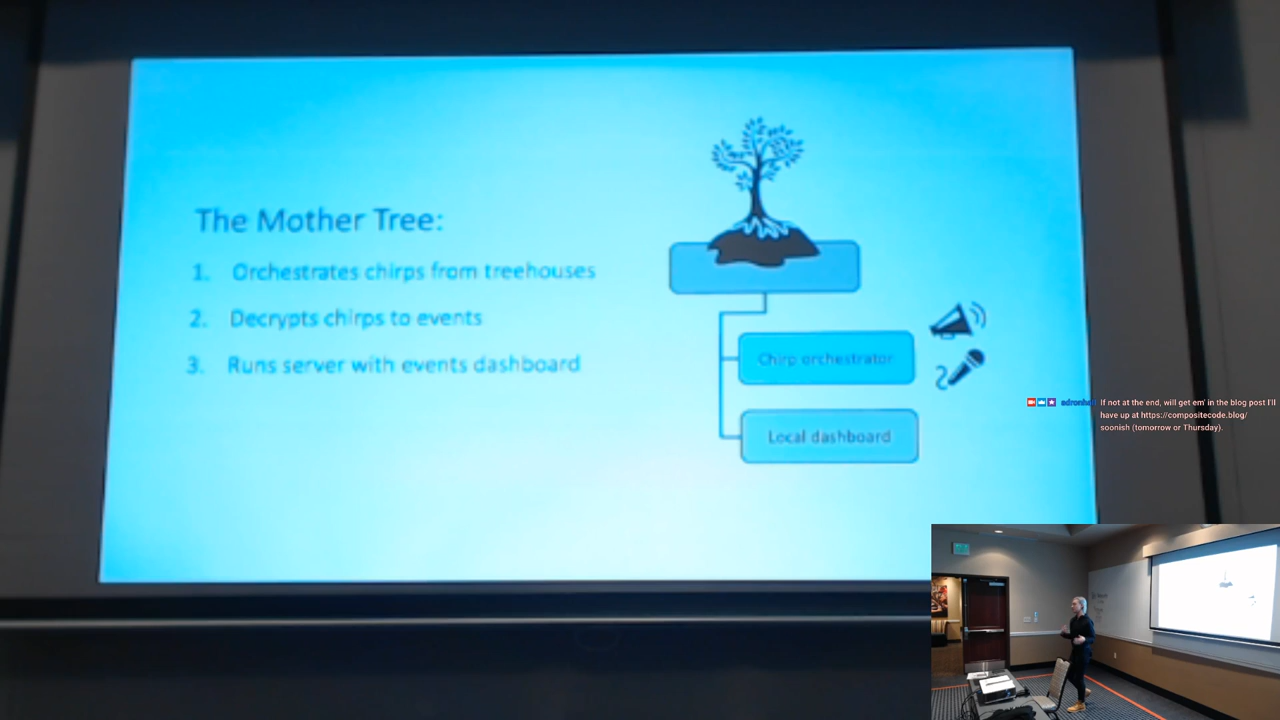 The Mother Tree:
1. Orchestrates chirps from treehouses
2. Decrypts chirps to events
3. Runs server with events dashboard
Chirp orchestrator
Local dashboard
If not at the end, will get em' in the blog post I'll
have up at https://compositecode.blog/
soonish (tomorrow or Thursday).